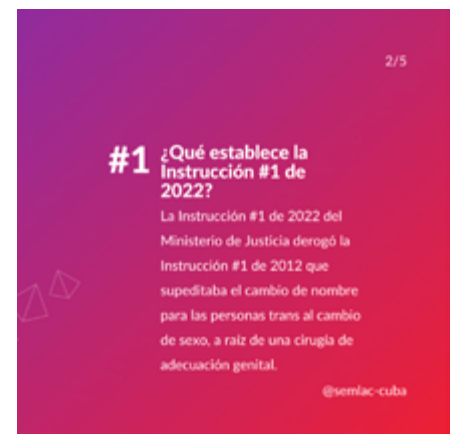 2/5
#1 ¿Qué establece la
Instrucción #1 de
2022?
La Instrucción #1 de 2022 del
Ministerio de Justicia derogó la
Instrucción #1 de 2012 que
supeditaba el cambio de nombre
para las personas trans al cambio
de sexo, a raíz de una cirugía de
adecuación genital.
@semlac-cuba